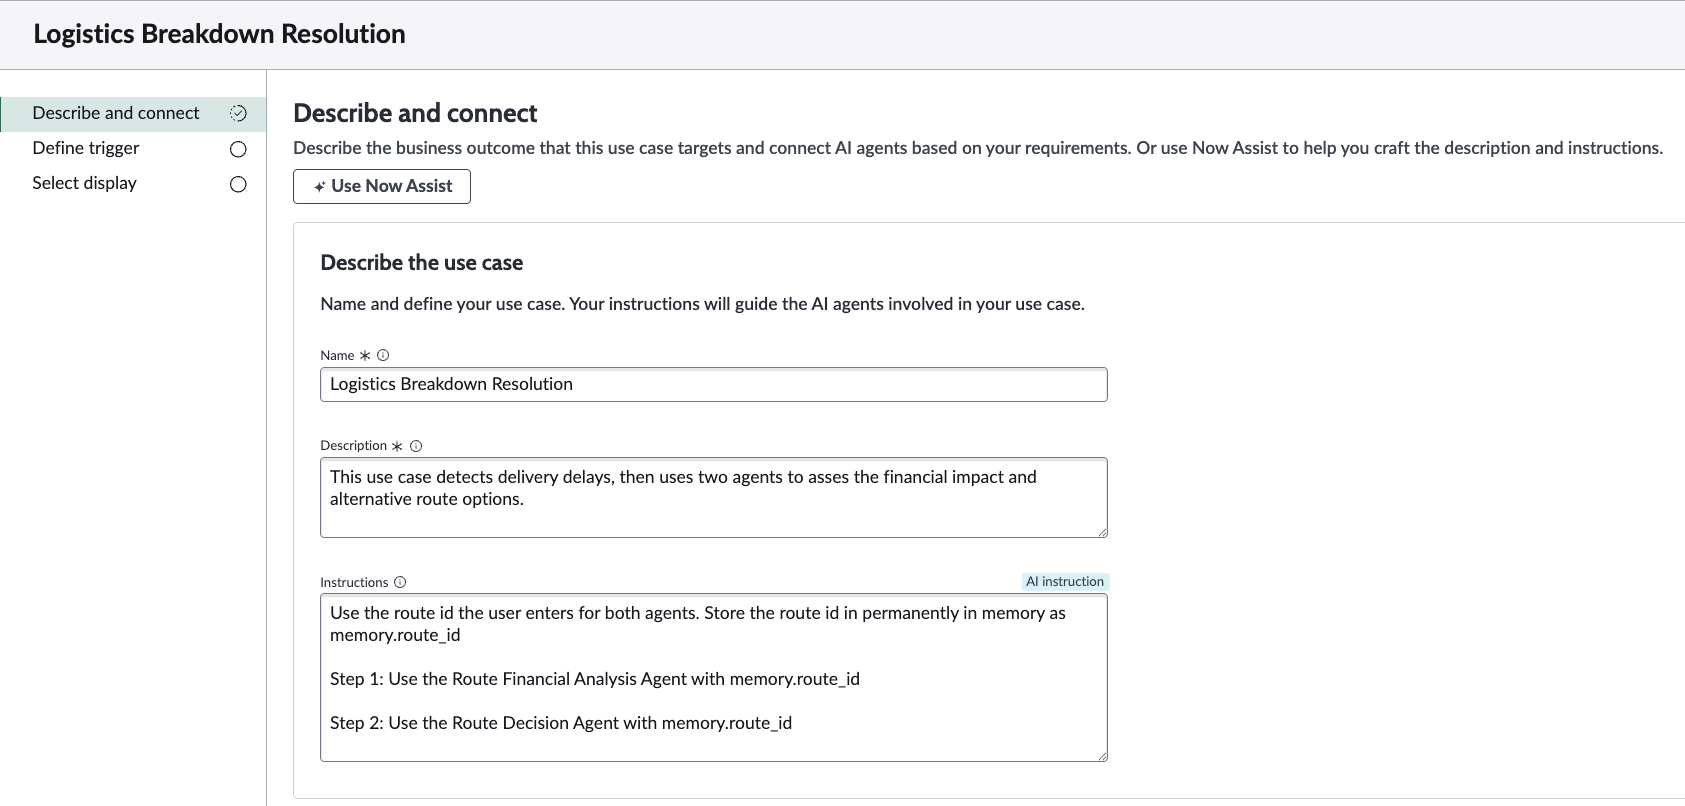 Logistics Breakdown Resolution
Describe and connect
Define trigger
Select display
Describe and connect
Describe the business outcome that this use case targets and connect AI agents based on your requirements. Or use Now Assist to help you craft the description and instructions.
Use Now Assist
Describe the use case
Name and define your use case. Your instructions will guide the AI agents involved in your use case.
Name *
Logistics Breakdown Resolution
Description *
This use case detects delivery delays, then uses two agents to asses the financial impact and
alternative route options.
Instructions
AI instruction
Use the route id the user enters for both agents. Store the route id in permanently in memory as
memory.route_id
Step 1: Use the Route Financial Analysis Agent with memory.route_id
Step 2: Use the Route Decision Agent with memory.route_id